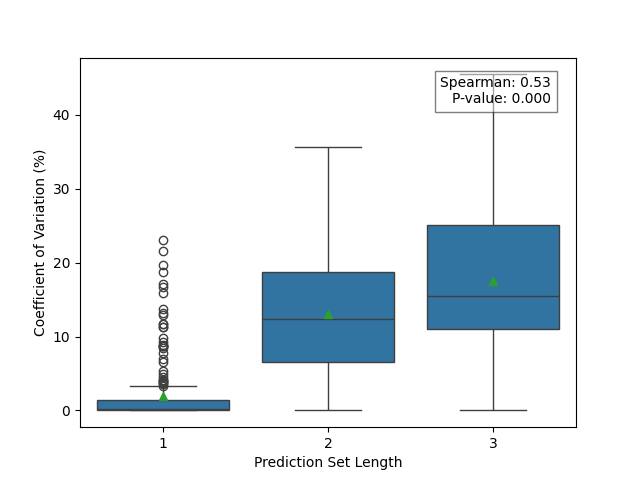 Spearman: 0.53
P-value: 0.000
Coefficient of Variation (%)
40
30
20
10
0
1 2 3
Prediction Set Length